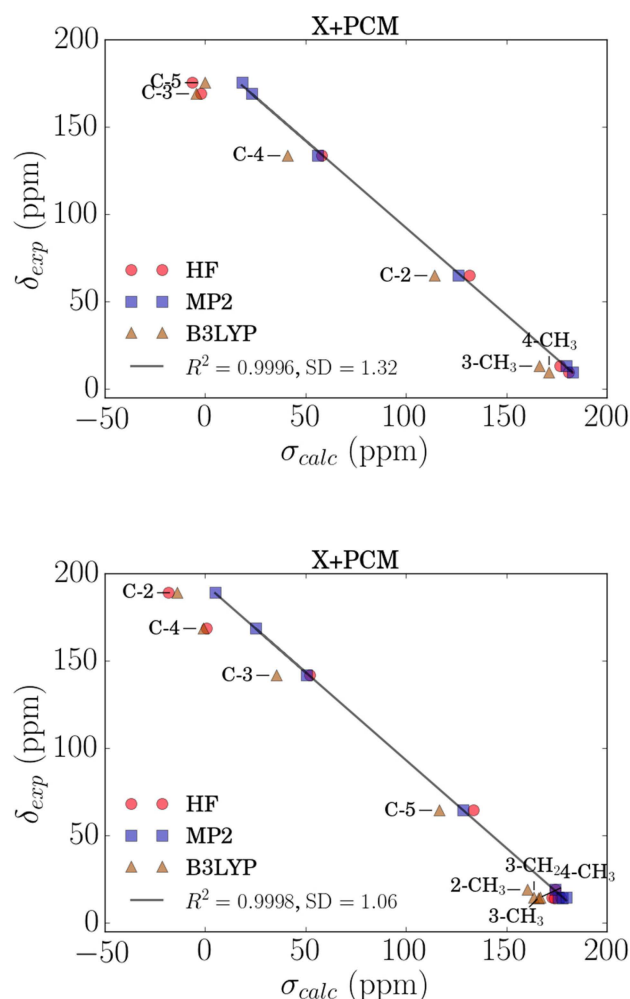 X+PCM
200
150
100
50
0
δexp (ppm)
C-5
C-3
C-4
C-2
4-CH₃
3-CH₃
HF
MP2
B3LYP
R² = 0.9996, SD = 1.32
−50 0 50 100 150 200
σcalc (ppm)
X+PCM
200
150
100
50
0
δexp (ppm)
C-2
C-4
C-3
C-5
3-CH₂
4-CH₃
2-CH₃
3-CH₃
HF
MP2
B3LYP
R² = 0.9998, SD = 1.06
−50 0 50 100 150 200
σcalc (ppm)